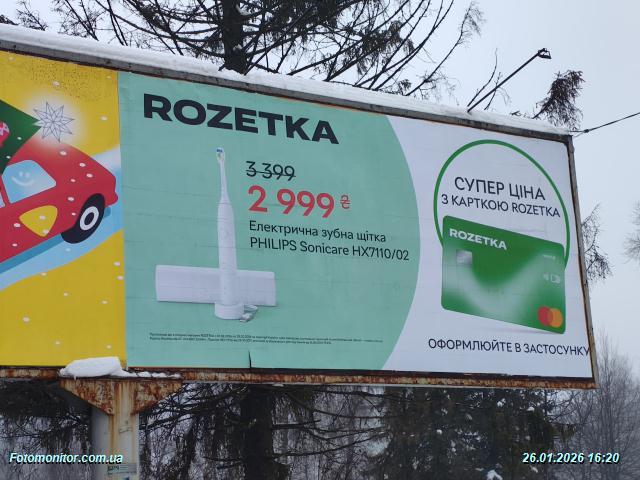 ROZETKA
3 399
2 999 ₴
Електрична зубна щітка
PHILIPS Sonicare HX7110/02
СУПЕР ЦІНА
З КАРТКОЮ ROZETKA
ROZETKA
ОФОРМЛЮЙТЕ В ЗАСТОСУНКУ
Fotomonitor.com.ua
26.01.2026 16:20